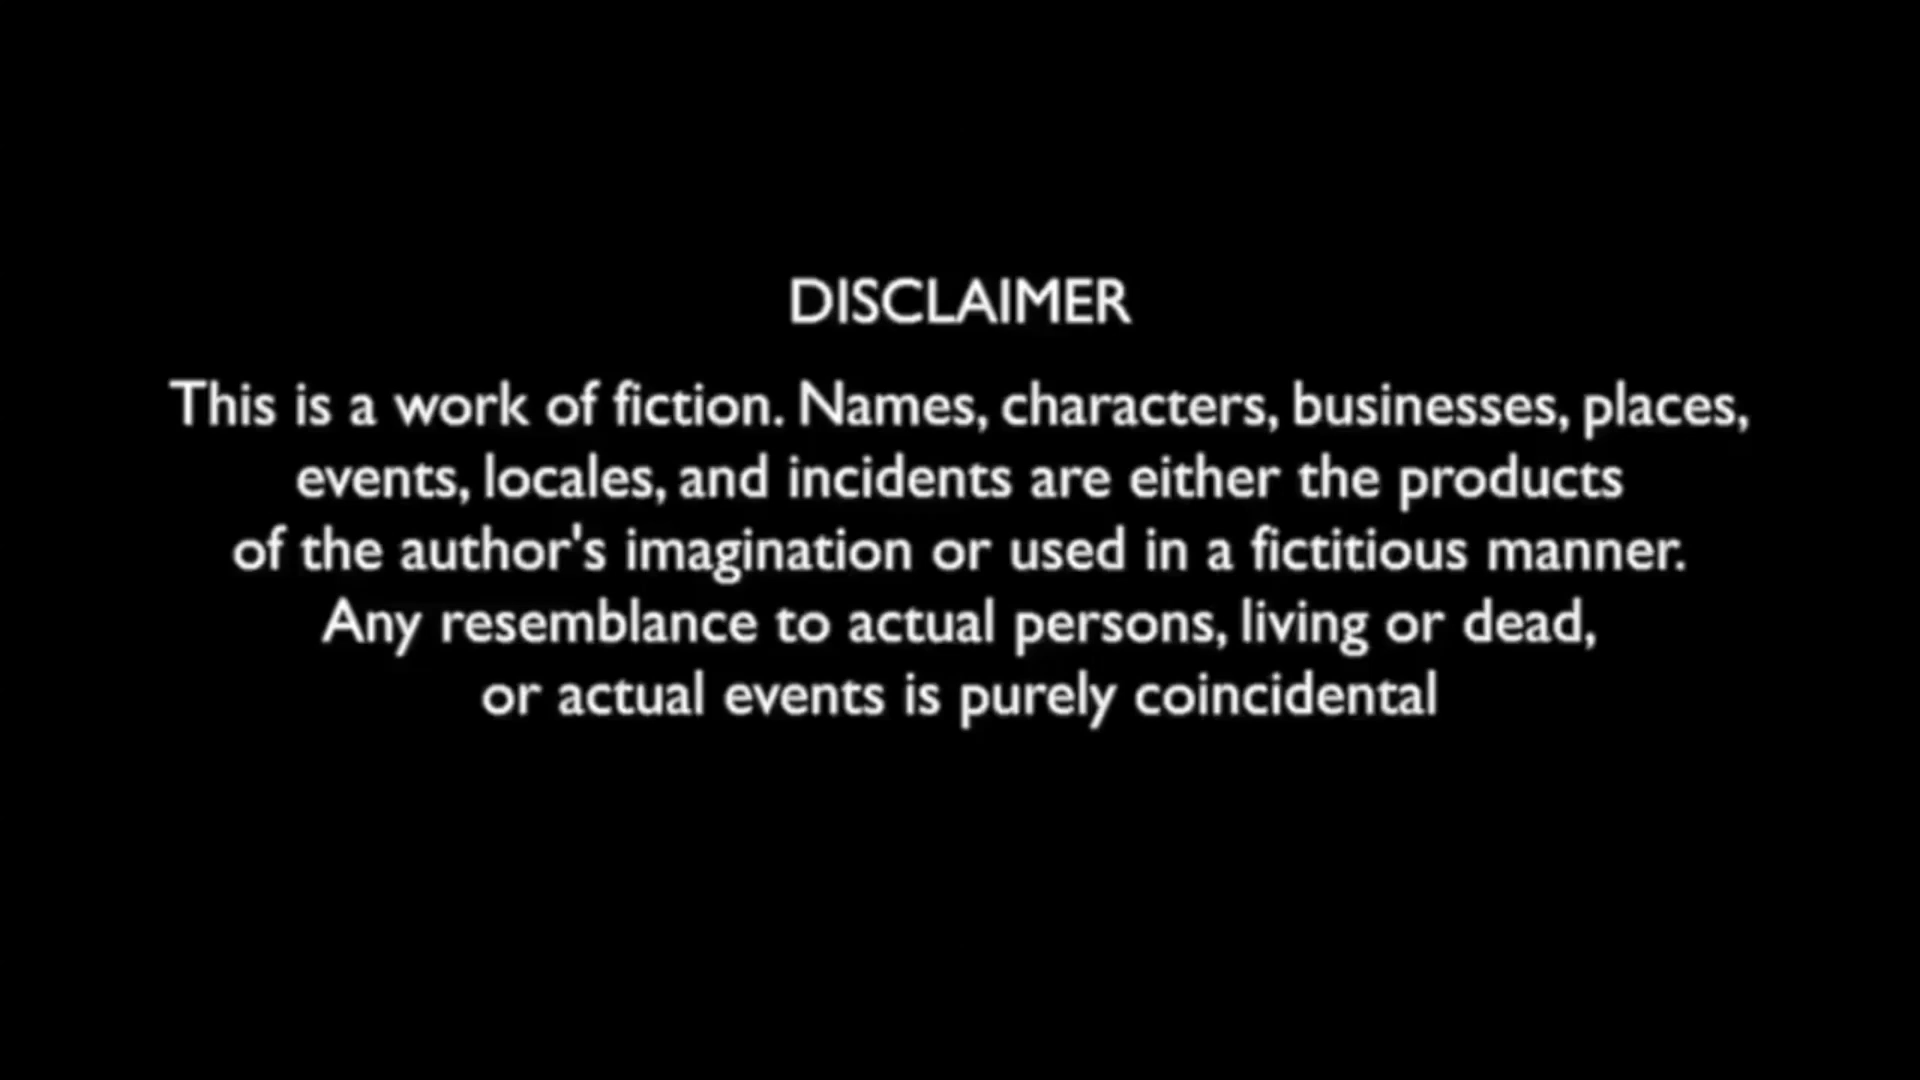 DISCLAIMER
This is a work of fiction. Names, characters, businesses, places,
events, locales, and incidents are either the products
of the author's imagination or used in a fictitious manner.
Any resemblance to actual persons, living or dead,
or actual events is purely coincidental